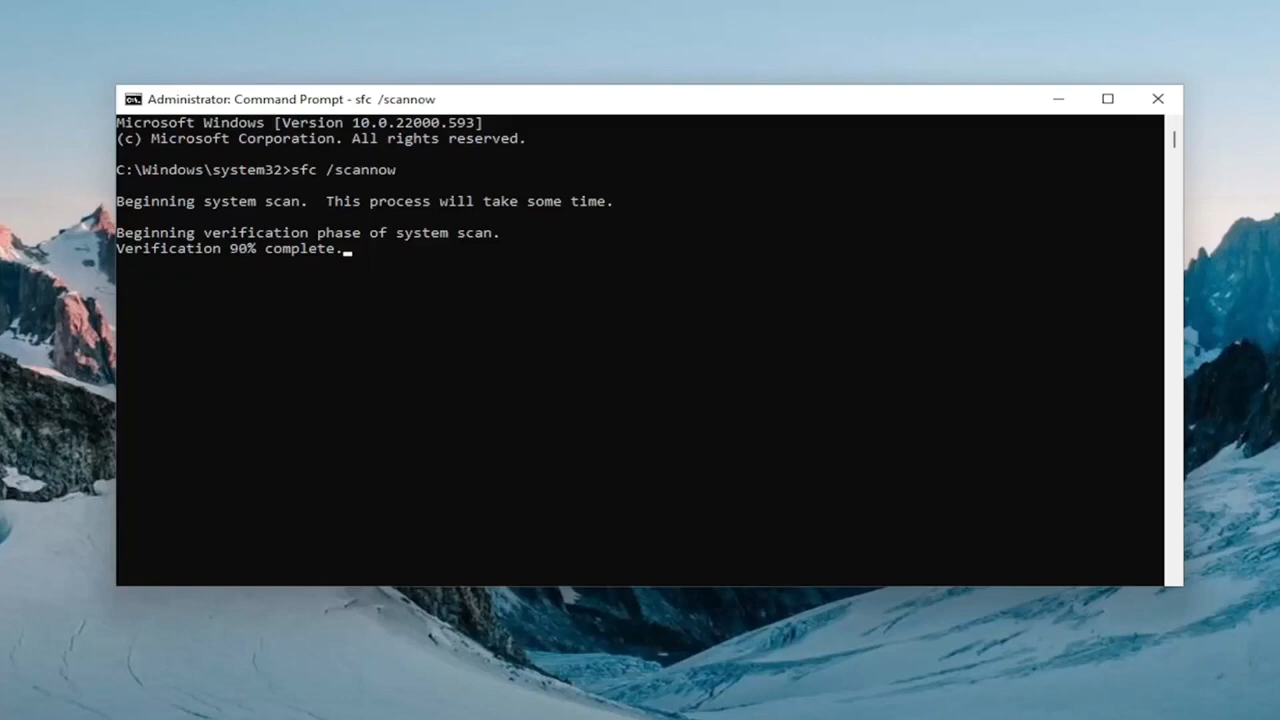 Administrator: Command Prompt - sfc  /scannow
Microsoft Windows [Version 10.0.22000.593]
(c) Microsoft Corporation. All rights reserved.
C:\Windows\system32>sfc /scannow
Beginning system scan.  This process will take some time.
Beginning verification phase of system scan.
Verification 90% complete.